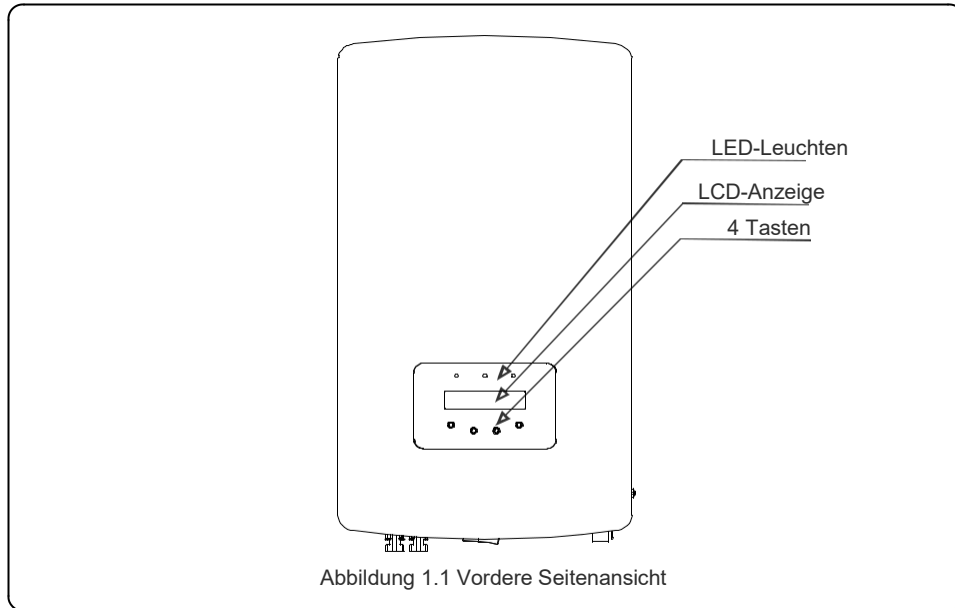 LED-Leuchten
LCD-Anzeige
4 Tasten
Abbildung 1.1 Vordere Seitenansicht